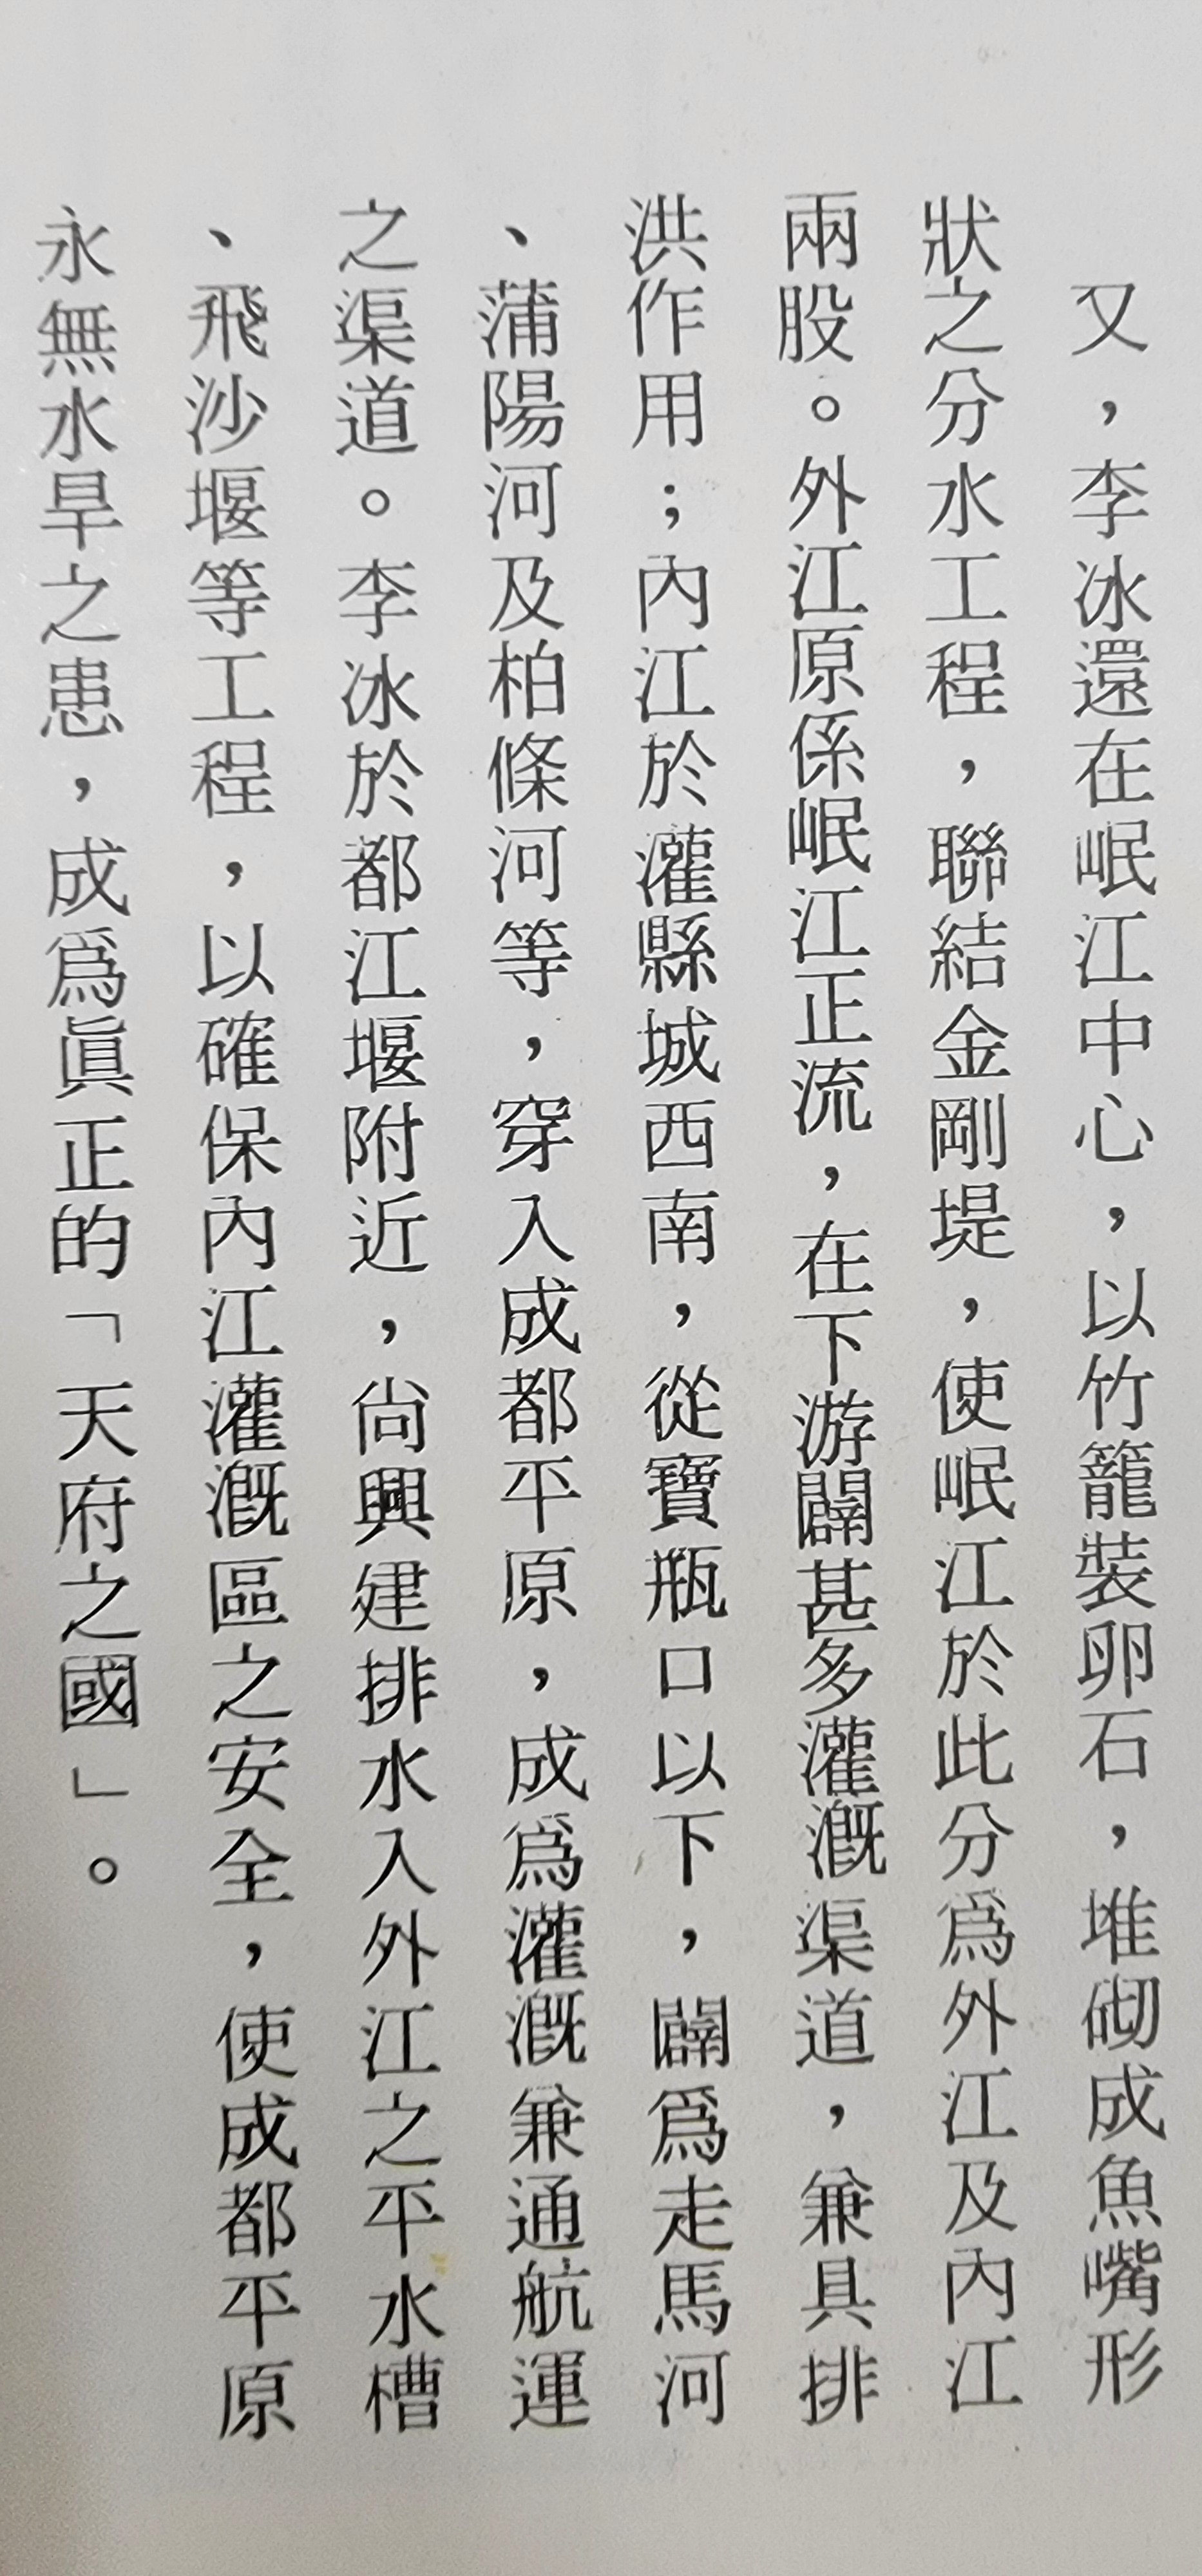 又，李冰還在岷江中心，以竹籠裝卵石，堆砌成魚嘴形
狀之分水工程，聯結金剛堤，使岷江於此分爲外江及內江
兩股。外江原係岷江正流，在下游闢甚多灌溉渠道，兼具排
洪作用；內江於灌縣城西南，從寶瓶口以下，闢爲走馬河
、蒲陽河及柏條河等，穿入成都平原，成爲灌溉兼通航運
之渠道。李冰於都江堰附近，尙興建排水入外江之平水槽
、飛沙堰等工程，以確保內江灌溉區之安全，使成都平原
永無水旱之患，成爲眞正的「天府之國」。